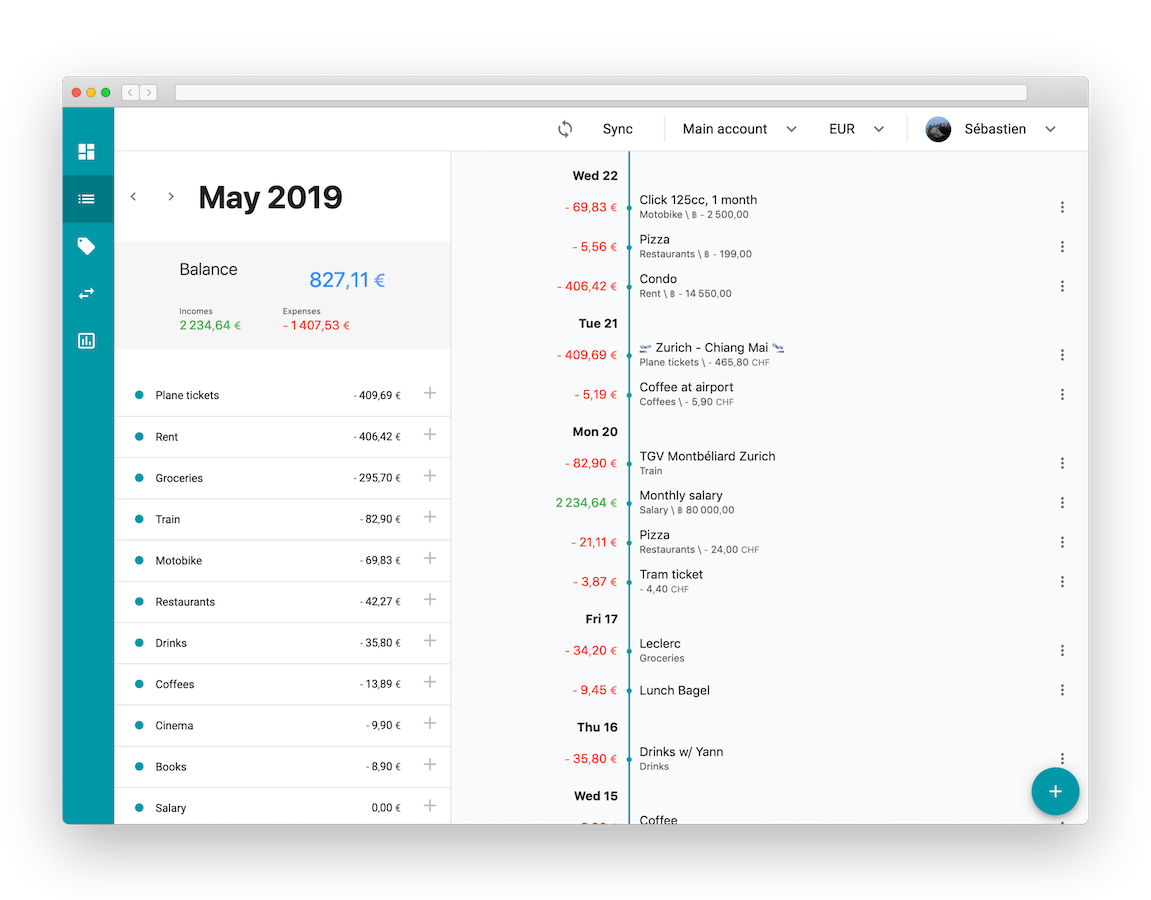 Sync
Main account
EUR
Sébastien
May 2019
Balance
827,11 €
Incomes
2 234,64 €
Expenses
- 1 407,53 €
Plane tickets - 409,69 €
Rent - 406,42 €
Groceries - 295,70 €
Train - 82,90 €
Motobike - 69,83 €
Restaurants - 42,27 €
Drinks - 35,80 €
Coffees - 13,89 €
Cinema - 9,90 €
Books - 8,90 €
Salary 0,00 €
Wed 22
- 69,83 € Click 125cc, 1 month
Motobike \ ฿ - 2 500,00
- 5,56 € Pizza
Restaurants \ ฿ - 199,00
- 406,42 € Condo
Rent \ ฿ - 14 550,00
Tue 21
- 409,69 € 🛫 Zurich - Chiang Mai 🛬
Plane tickets \ - 465,80 CHF
- 5,19 € Coffee at airport
Coffees \ - 5,90 CHF
Mon 20
- 82,90 € TGV Montbéliard Zurich
Train
2 234,64 € Monthly salary
Salary \ ฿ 80 000,00
- 21,11 € Pizza
Restaurants \ - 24,00 CHF
- 3,87 € Tram ticket
- 4,40 CHF
Fri 17
- 34,20 € Leclerc
Groceries
- 9,45 € Lunch Bagel
Thu 16
- 35,80 € Drinks w/ Yann
Drinks
Wed 15
Coffee